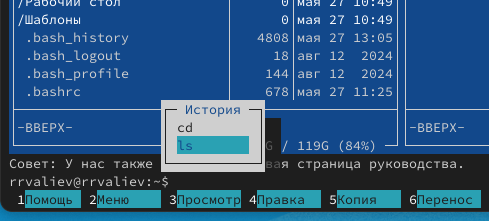 /Рабочий стол 0 мая 27 10:49
/Шаблоны 0 мая 27 10:49
.bash_history 4808 мая 27 13:05
.bash_logout 18 авг 12 2024
.bash_profile 144 авг 12 2024
.bashrc 678 мая 27 11:25
История
cd
ls
-ВВЕРХ- -ВВЕРХ-
G / 119G (84%)
Совет: У нас также вая страница руководства.
rrvaliev@rrvaliev:~$
1Помощь 2Меню 3Просмотр 4Правка 5Копия 6Перенос